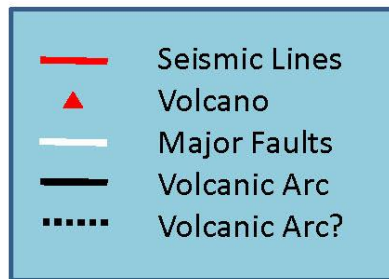 Seismic Lines
Volcano
Major Faults
Volcanic Arc
Volcanic Arc?